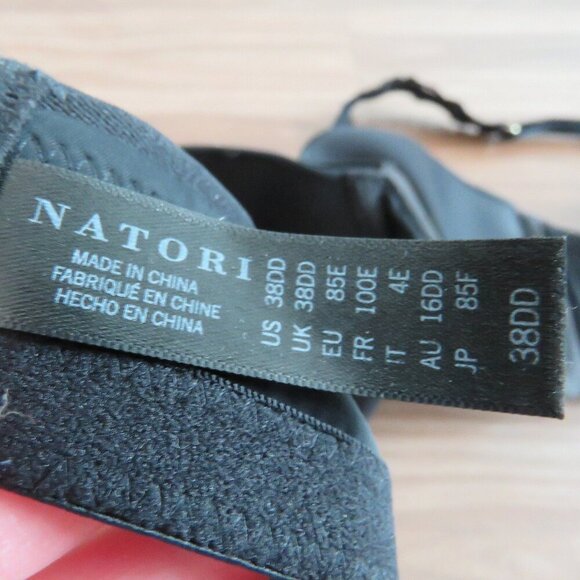 NATORI
MADE IN CHINA
FABRIQUÉ EN CHINE
HECHO EN CHINA
US 38DD
UK 38DD
EU 85E
FR 100E
IT 4E
AU 16DD
JP 85F
38DD